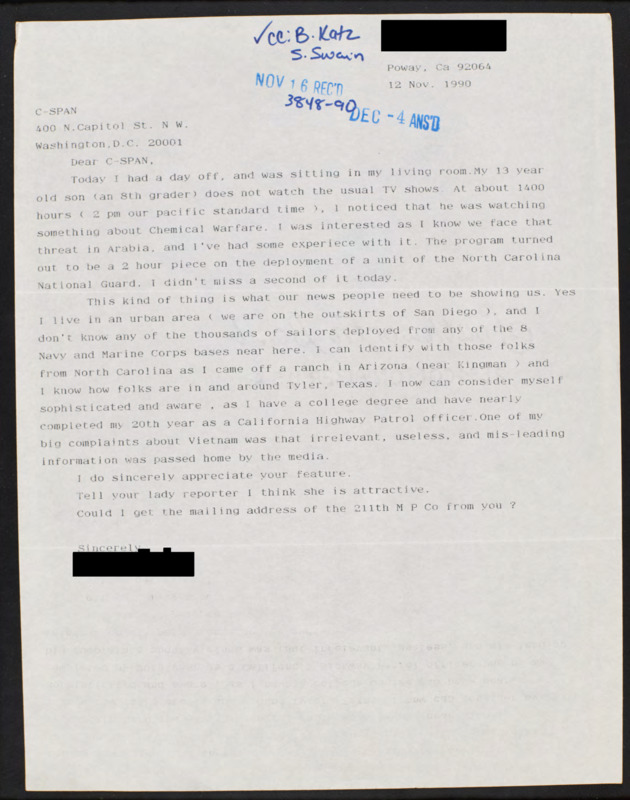 ✓cc: B. Katz
S. Swain
Poway, Ca 92064
NOV 16 REC'D
12 Nov. 1990
3848-90
DEC -4 ANS'D
C-SPAN
400 N.Capitol St. N W.
Washington,D.C. 20001
Dear C-SPAN,
Today I had a day off, and was sitting in my living room.My 13 year
old son (an 8th grader) does not watch the usual TV shows. At about 1400
hours ( 2 pm our pacific standard time ), I noticed that he was watching
something about Chemical Warfare. I was interested as I know we face that
threat in Arabia, and I've had some experiece with it. The program turned
out to be a 2 hour piece on the deployment of a unit of the North Carolina
National Guard. I didn't miss a second of it today.
This kind of thing is what our news people need to be showing us. Yes
I live in an urban area ( we are on the outskirts of San Diego ), and I
don't know any of the thousands of sailors deployed from any of the 8
Navy and Marine Corps bases near here. I can identify with those folks
from North Carolina as I came off a ranch in Arizona (near Kingman ) and
I know how folks are in and around Tyler, Texas. I now can consider myself
sophisticated and aware , as I have a college degree and have nearly
completed my 20th year as a California Highway Patrol officer.One of my
big complaints about Vietnam was that irrelevant, useless, and mis-leading
information was passed home by the media.
I do sincerely appreciate your feature.
Tell your lady reporter I think she is attractive.
Could I get the mailing address of the 211th M P Co from you ?
Sincerely